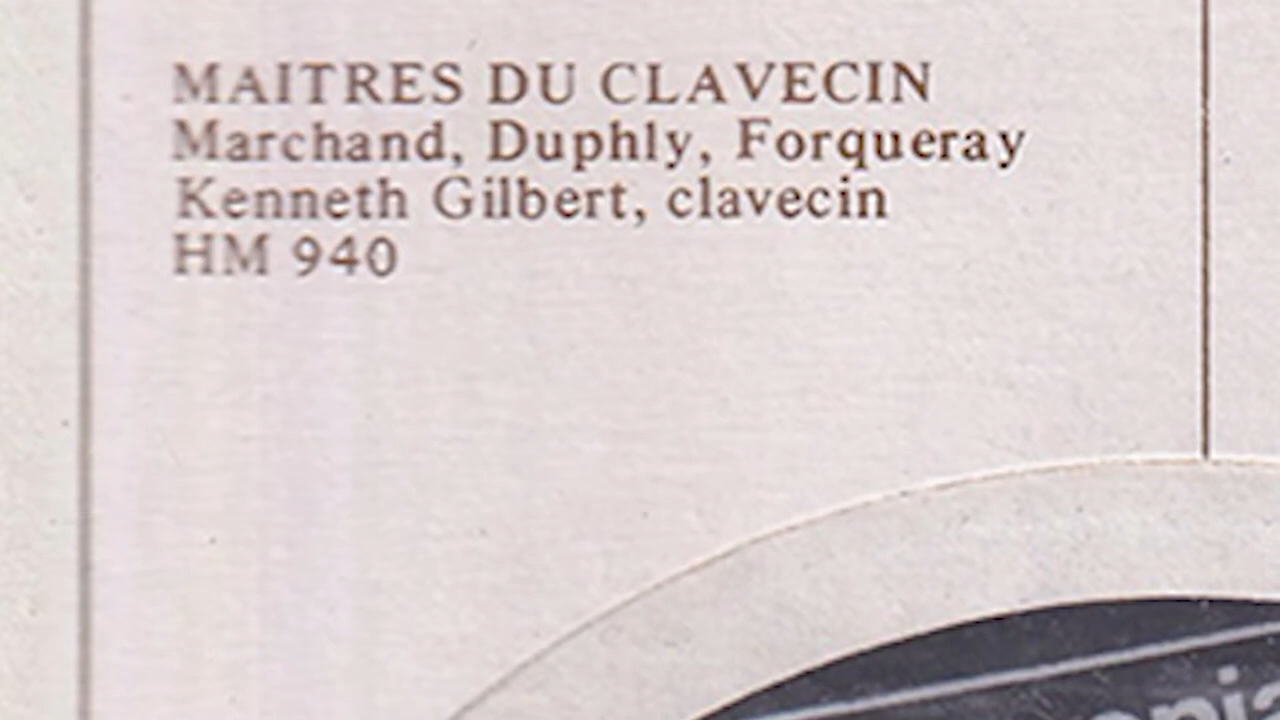 MAITRES DU CLAVECIN
Marchand, Duphly, Forqueray
Kenneth Gilbert, clavecin
HM 940